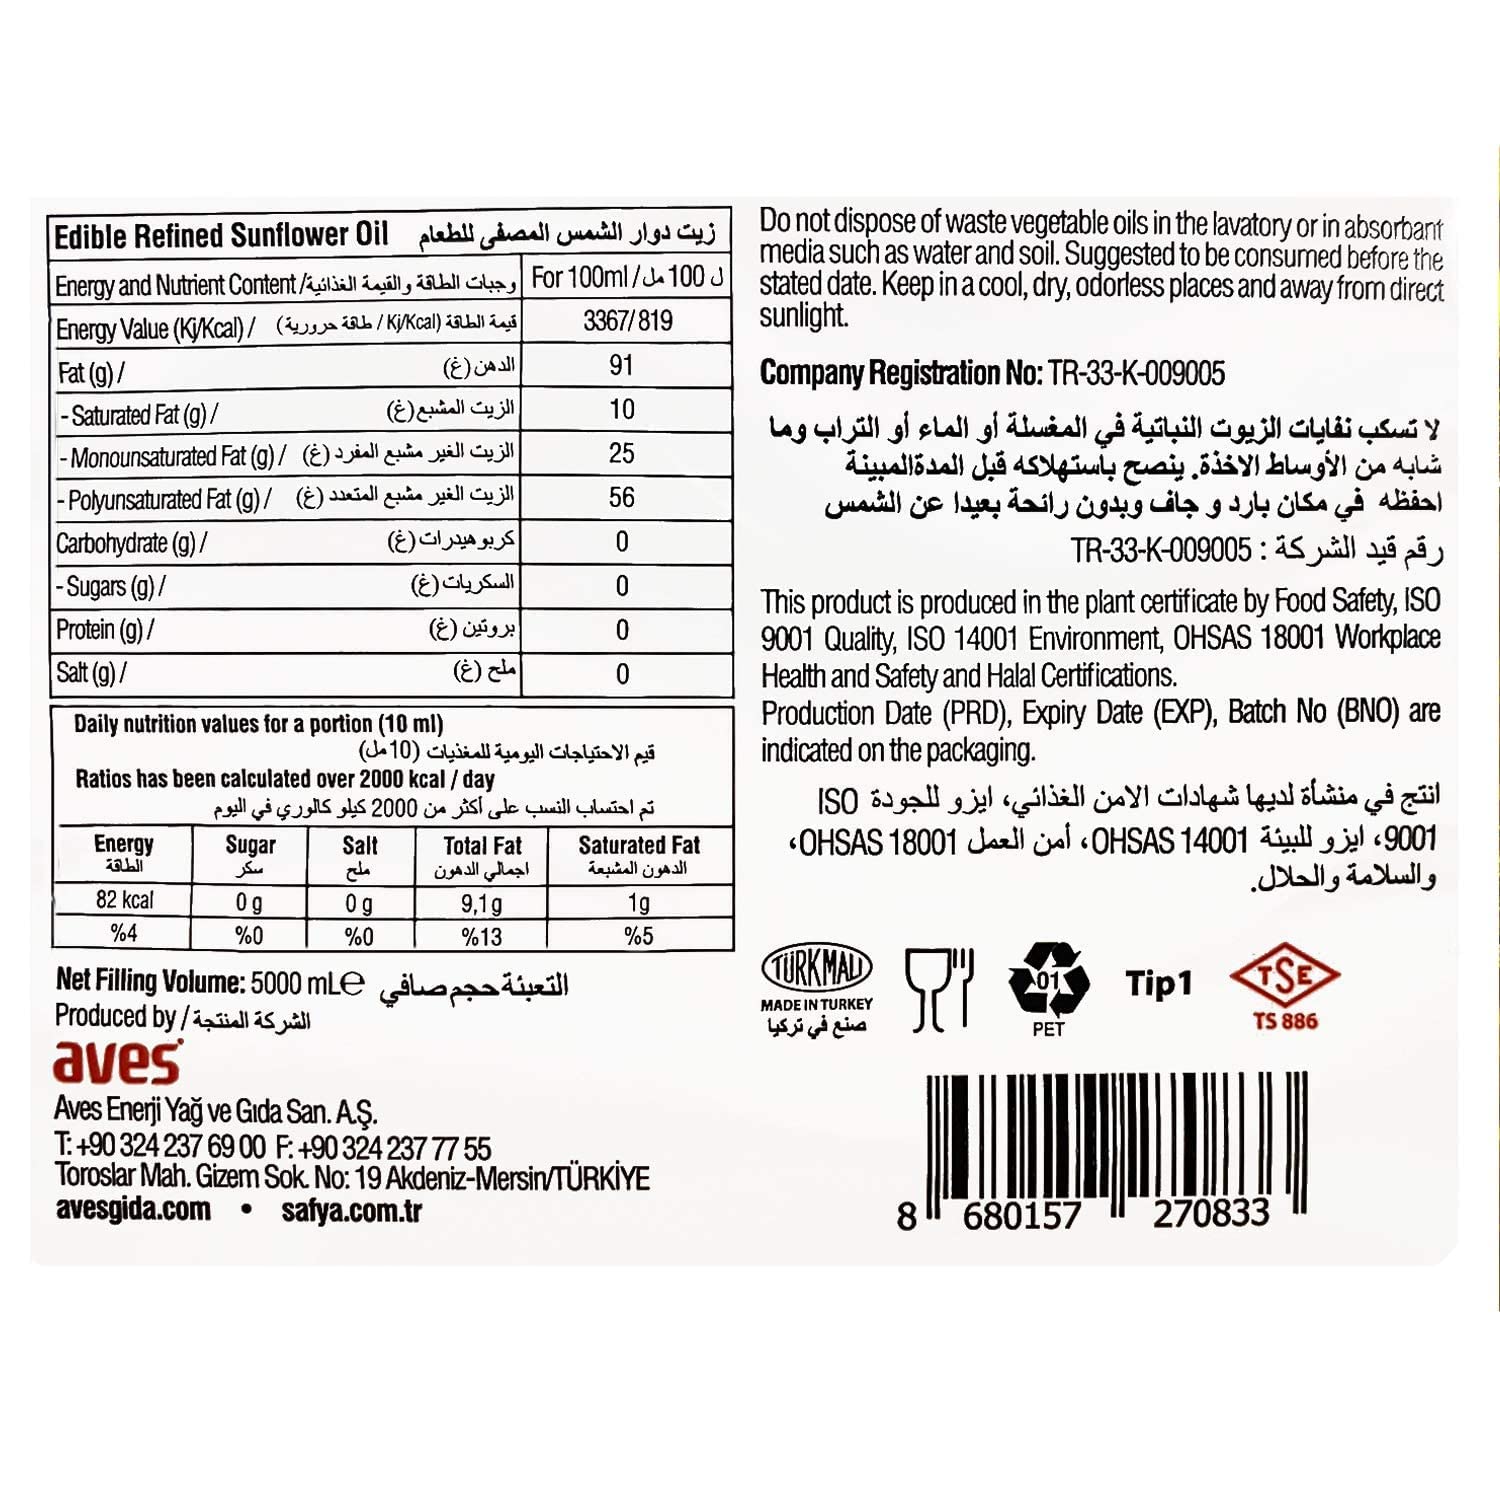 Edible Refined Sunflower Oil زيت دوار الشمس المصفي للطعام
Energy and Nutrient Content / وجبات الطاقة والقيمة الغذائية For 100ml / ل 100 مل
Energy Value (Kj/Kcal) / قيمة الطاقة (Kj/Kcal / طاقة حرورية) 3367/819
Fat (g) / الدهن (غ) 91
- Saturated Fat (g) / الزيت المشبع (غ) 10
- Monounsaturated Fat (g) / الزيت الغير مشبع المفرد (غ) 25
- Polyunsaturated Fat (g) / الزيت الغير مشبع المتعدد (غ) 56
Carbohydrate (g) / كربوهيدرات (غ) 0
- Sugars (g) / السكريات (غ) 0
Protein (g) / بروتين (غ) 0
Salt (g) / ملح (غ) 0
Daily nutrition values for a portion (10 ml)
قيم الاحتياجات اليومية للمغذيات (10 مل)
Ratios has been calculated over 2000 kcal / day
تم احتساب النسب على أكثر من 2000 كيلو كالوري في اليوم
Energy Sugar Salt Total Fat Saturated Fat
الطاقة سكر ملح اجمالي الدهون الدهون المشبعة
82 kcal 0 g 0 g 9,1 g 1g
%4 %0 %0 %13 %5
Net Filling Volume: 5000 mL e التعبئة حجم صافي
Produced by / الشركة المنتجة
aves
Aves Enerji Yağ ve Gıda San. A.Ş.
T: +90 324 237 69 00 F: +90 324 237 77 55
Toroslar Mah. Gizem Sok. No: 19 Akdeniz-Mersin/TÜRKİYE
avesgida.com • safya.com.tr
Do not dispose of waste vegetable oils in the lavatory or in absorbant
media such as water and soil. Suggested to be consumed before the
stated date. Keep in a cool, dry, odorless places and away from direct
sunlight.
Company Registration No: TR-33-K-009005
لا تسكب نفايات الزيوت النباتية في المغسلة أو الماء أو التراب وما
شابه من الأوساط الاخذة. ينصح باستهلاكه قبل المدةالمبينة
احفظه في مكان بارد و جاف وبدون رائحة بعيدا عن الشمس
رقم قيد الشركة : TR-33-K-009005
This product is produced in the plant certificate by Food Safety, ISO
9001 Quality, ISO 14001 Environment, OHSAS 18001 Workplace
Health and Safety and Halal Certifications.
Production Date (PRD), Expiry Date (EXP), Batch No (BNO) are
indicated on the packaging.
انتج في منشأة لديها شهادات الامن الغذائي، ايزو للجودة ISO
9001، ايزو للبيئة OHSAS 14001، أمن العمل OHSAS 18001،
والسلامة والحلال.
TÜRK MALI
MADE IN TURKEY
صنع في تركيا
01
PET
Tip1
TSE
TS 886
8 680157 270833